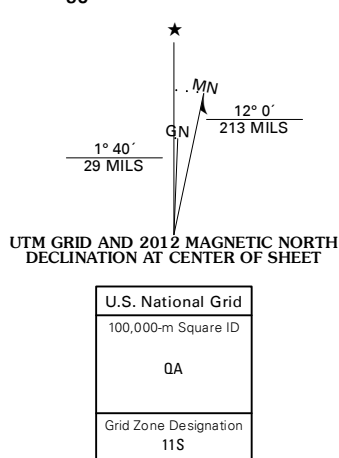 ★
MN
GN
12° 0´
213 MILS
1° 40´
29 MILS
UTM GRID AND 2012 MAGNETIC NORTH
DECLINATION AT CENTER OF SHEET
U.S. National Grid
100,000-m Square ID
QA
Grid Zone Designation
11S